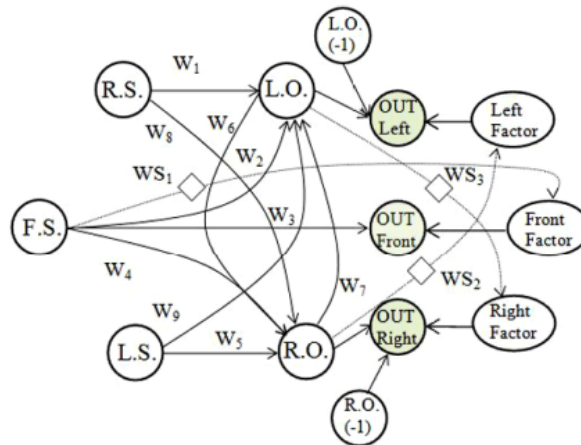 L.O.
(-1)
W1
R.S.
L.O.
OUT
Left
Left
Factor
W8
W6
W2
WS1
WS3
F.S.
W3
OUT
Front
Front
Factor
W4
W7
WS2
W9
L.S.
W5
R.O.
OUT
Right
Right
Factor
R.O.
(-1)